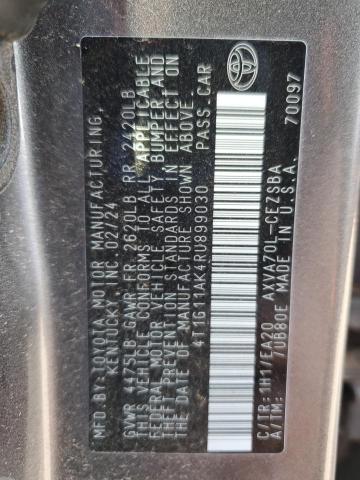 MFD.BY:TOYOTA MOTOR MANUFACTURING,
KENTUCKY, INC. 02/24
GVWR 4475LB GAWR FR 2620LB RR 2420LB
THIS VEHICLE CONFORMS TO ALL APPLICABLE
FEDERAL MOTOR VEHICLE SAFETY, BUMPER AND
THEFT PREVENTION STANDARDS IN EFFECT ON
THE DATE OF MANUFACTURE SHOWN ABOVE.
4T1G11AK4RU899030 PASS.CAR
C/TR:1H1/EA20 AXVA70L-CEZSBA
A/TM: /UB80E MADE IN U.S.A.
70097
TOYOTA